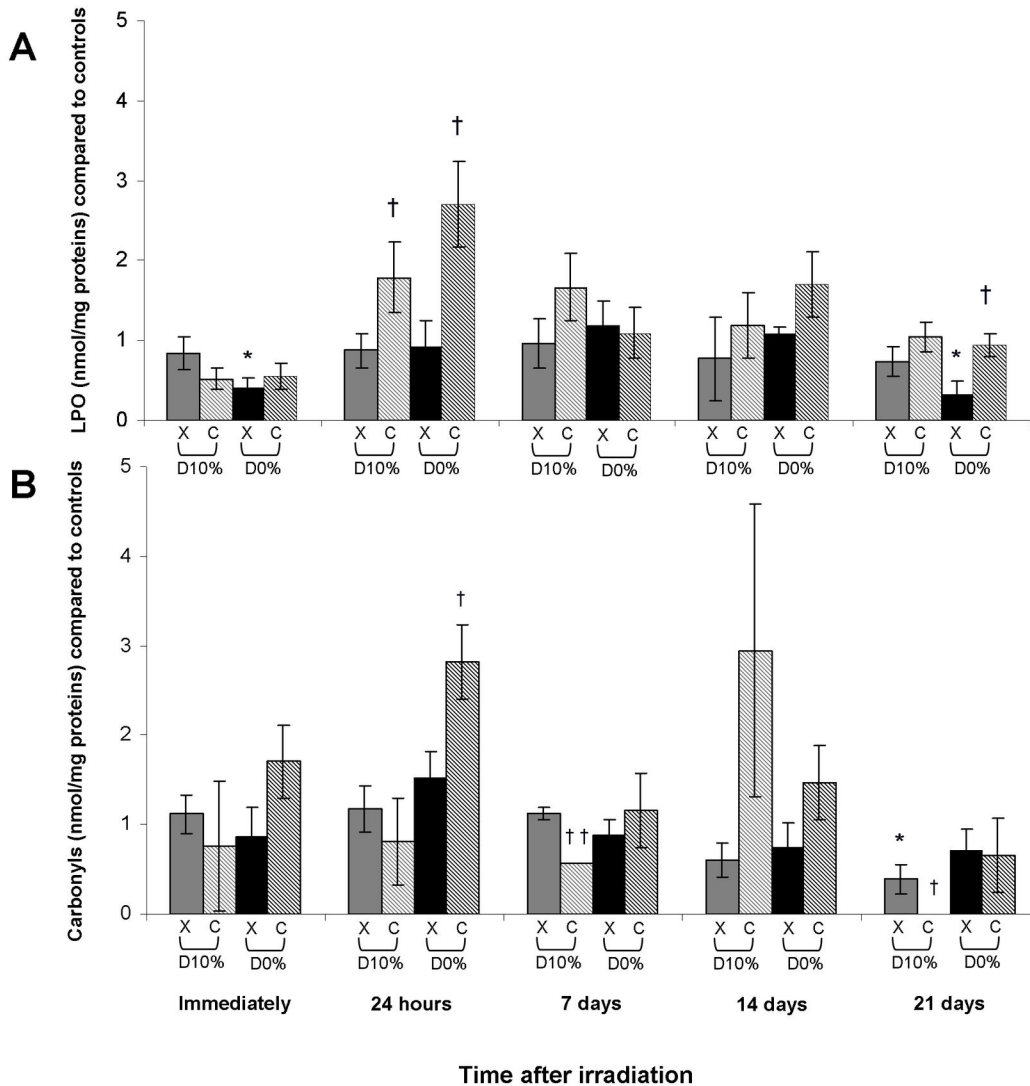 A
LPO (nmol/mg proteins) compared to controls
5
4
3
2
1
0
*
†
†
*
†
X C X C X C X C X C X C X C X C X C X C
D10% D0% D10% D0% D10% D0% D10% D0% D10% D0%
B
Carbonyls (nmol/mg proteins) compared to controls
5
4
3
2
1
0
†
††
*
†
X C X C X C X C X C X C X C X C X C X C
D10% D0% D10% D0% D10% D0% D10% D0% D10% D0%
Immediately 24 hours 7 days 14 days 21 days
Time after irradiation